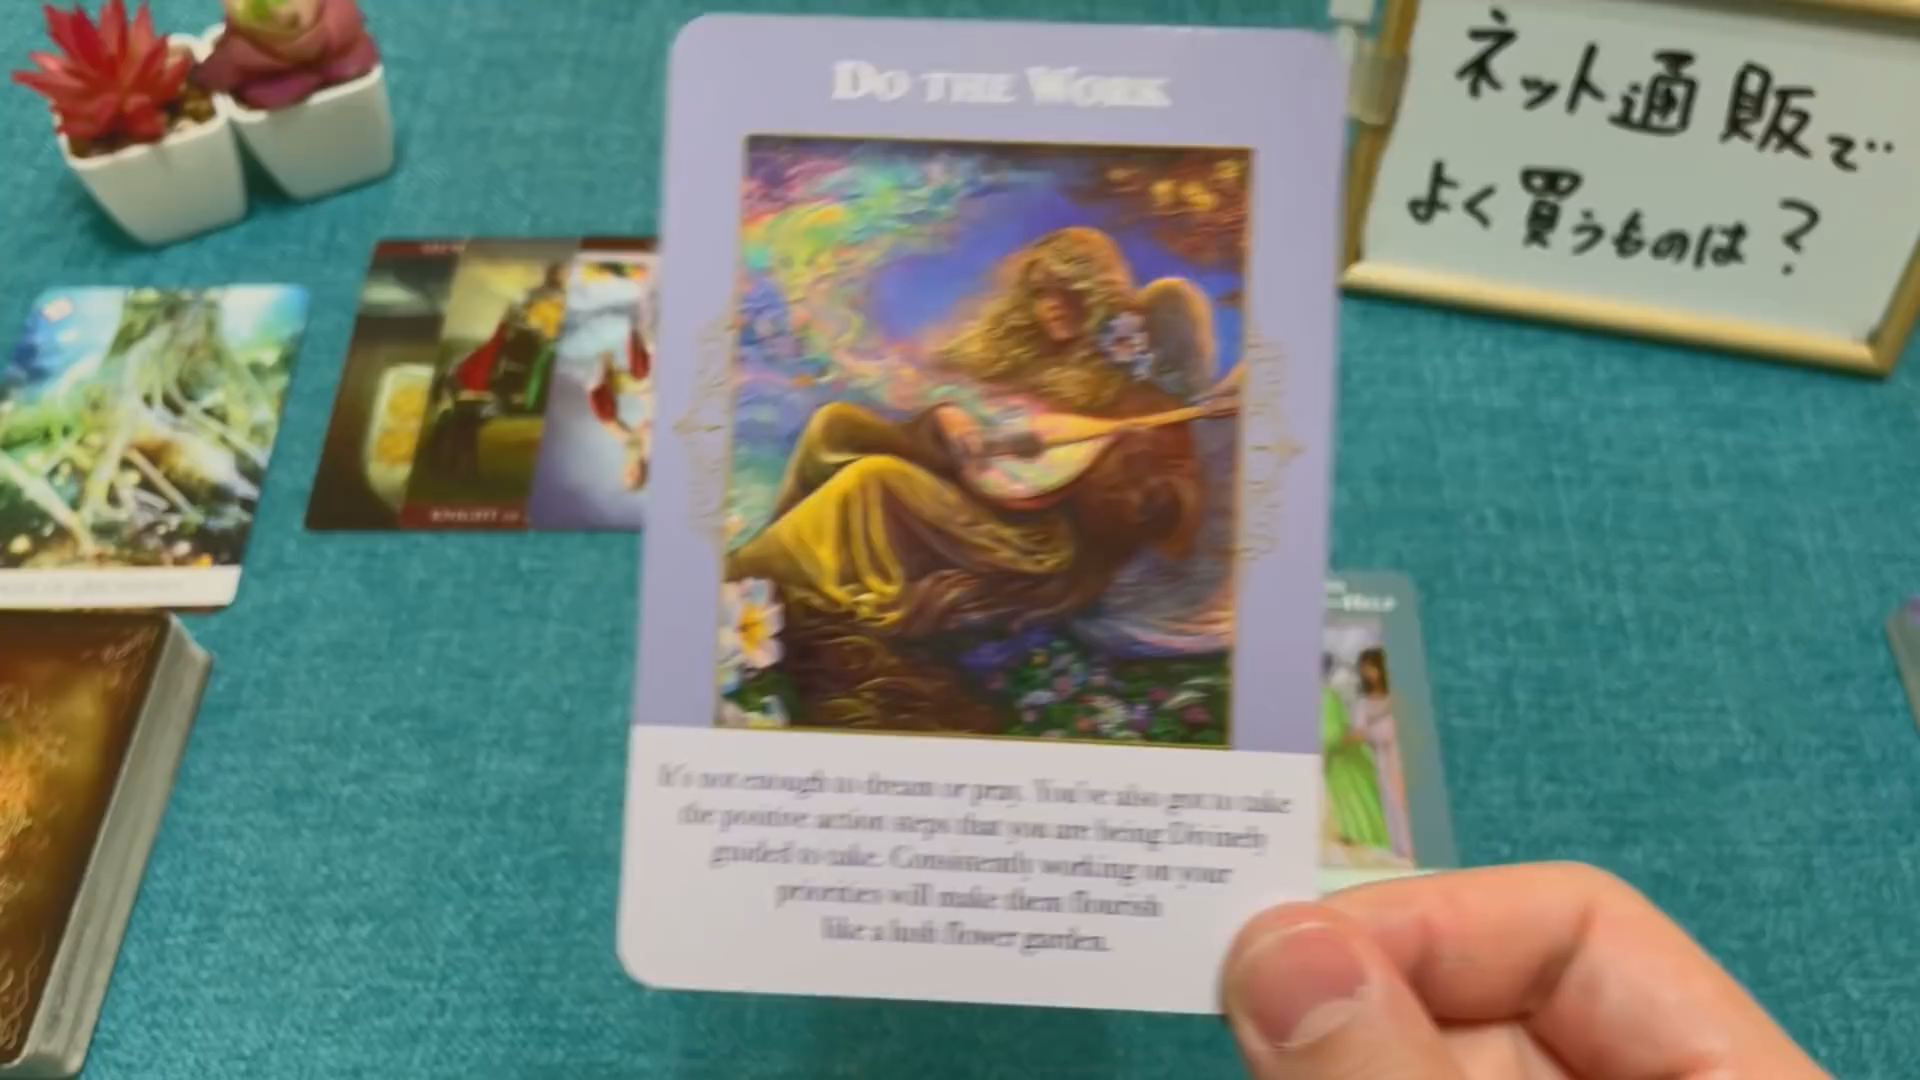 DO THE WORK
It's not enough to dream or pray. You've also got to take
the positive action steps that you are being Divinely
guided to take. Consistently working on your
priorities will make them flourish
like a lush flower garden.
ネット通販で
よく買うものは？
KNIGHT